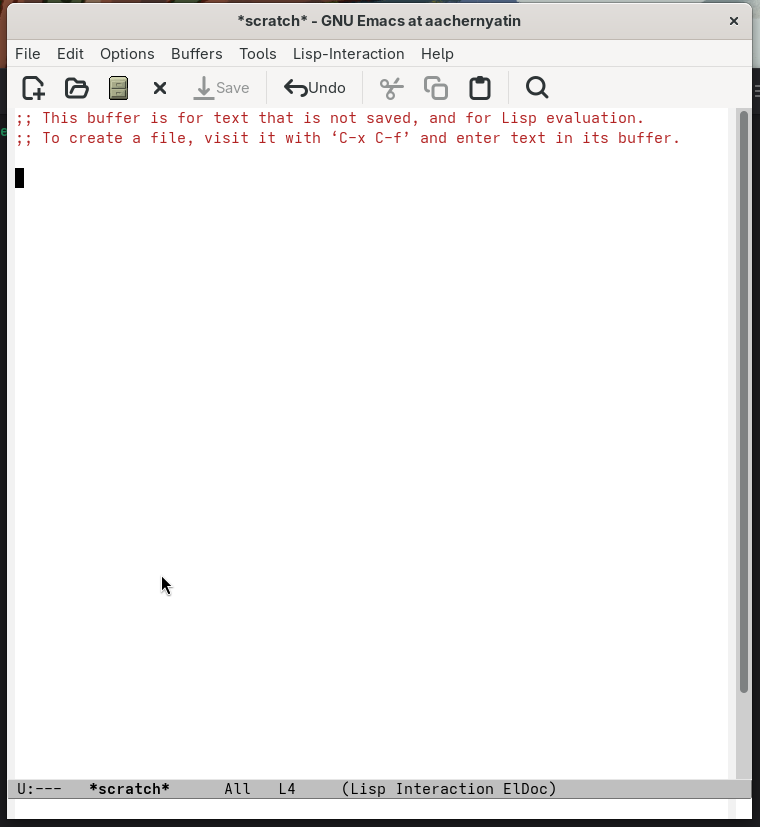 *scratch* - GNU Emacs at aachernyatin
File Edit Options Buffers Tools Lisp-Interaction Help
Save Undo
;; This buffer is for text that is not saved, and for Lisp evaluation.
;; To create a file, visit it with ‘C-x C-f’ and enter text in its buffer.
U:--- *scratch* All L4 (Lisp Interaction ElDoc)